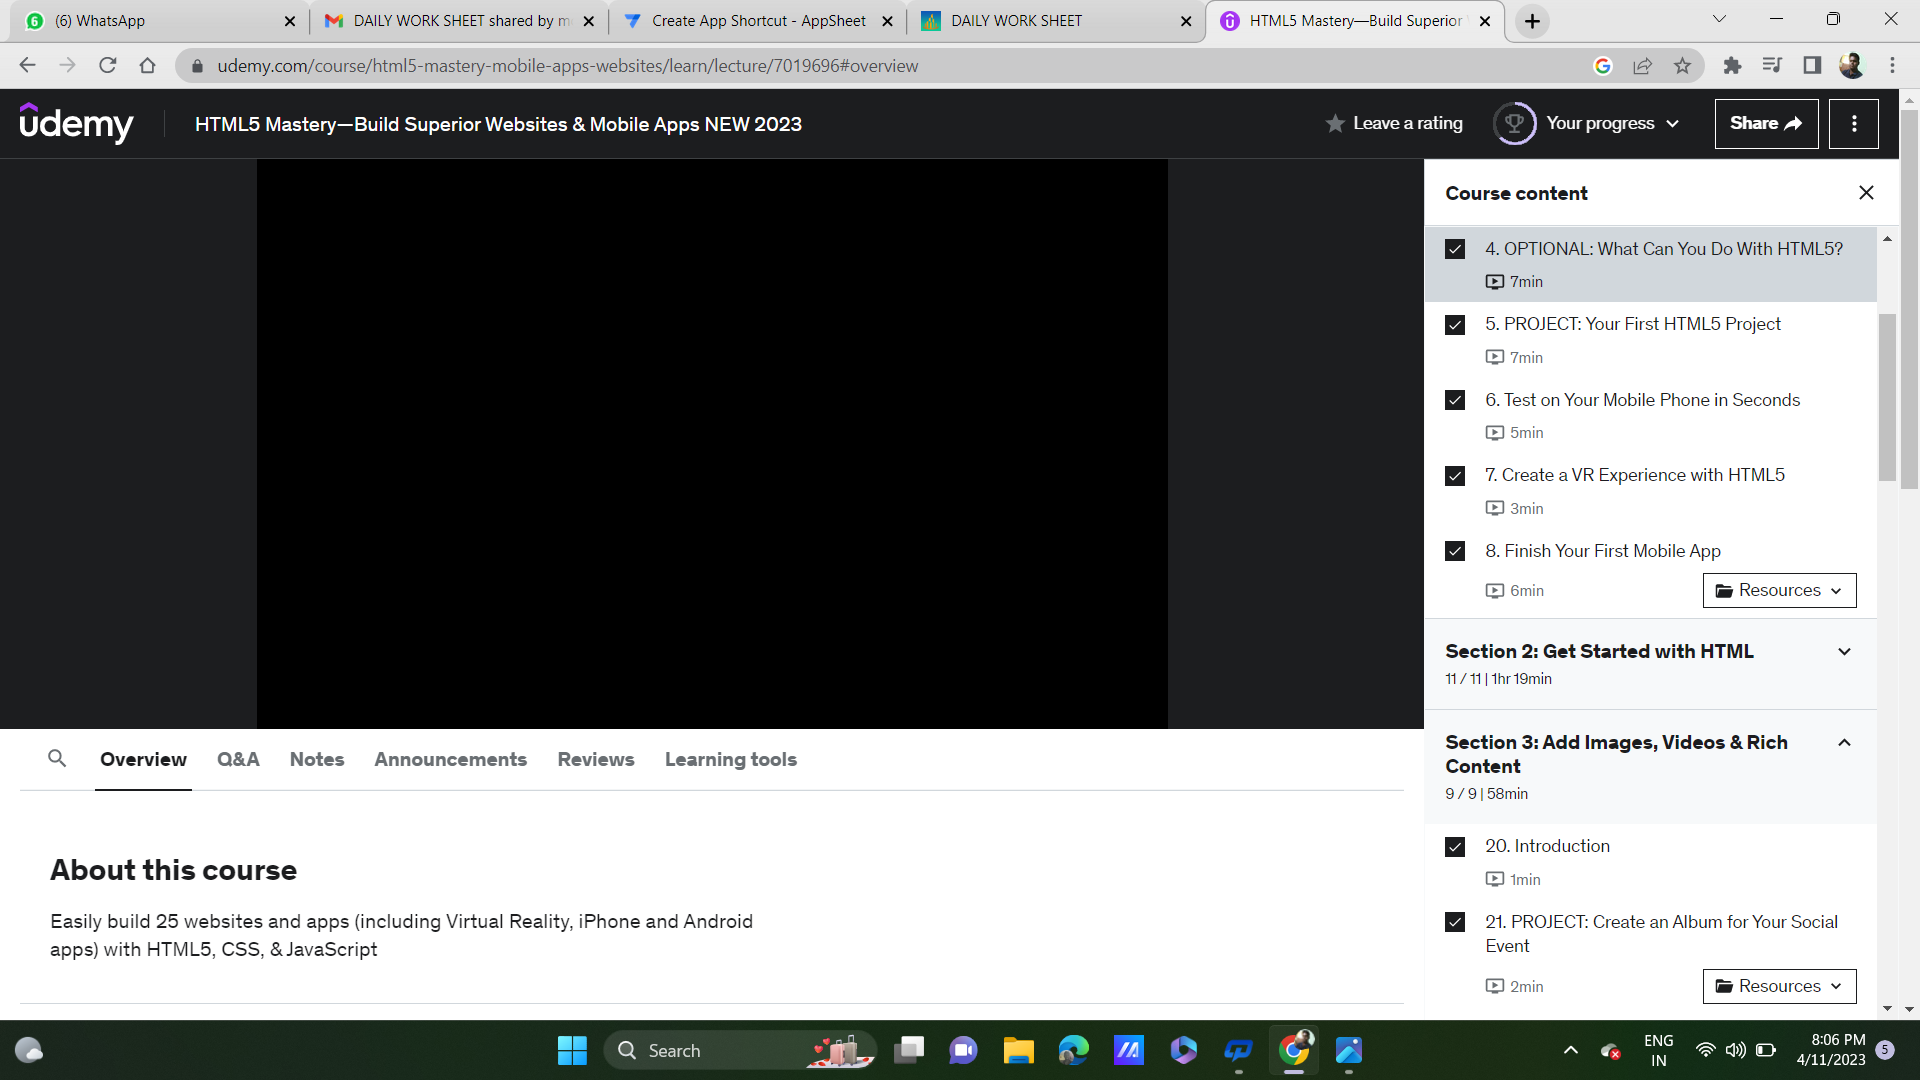 (6) WhatsApp
DAILY WORK SHEET shared by m
Create App Shortcut - AppSheet
DAILY WORK SHEET
HTML5 Mastery—Build Superior
udemy.com/course/html5-mastery-mobile-apps-websites/learn/lecture/7019696#overview
udemy
HTML5 Mastery—Build Superior Websites & Mobile Apps NEW 2023
Leave a rating
Your progress
Share
Course content
4. OPTIONAL: What Can You Do With HTML5?
7min
5. PROJECT: Your First HTML5 Project
7min
6. Test on Your Mobile Phone in Seconds
5min
7. Create a VR Experience with HTML5
3min
8. Finish Your First Mobile App
6min
Resources
Section 2: Get Started with HTML
11 / 11 | 1hr 19min
Section 3: Add Images, Videos & Rich
Content
9 / 9 | 58min
20. Introduction
1min
21. PROJECT: Create an Album for Your Social
Event
2min
Resources
Overview
Q&A
Notes
Announcements
Reviews
Learning tools
About this course
Easily build 25 websites and apps (including Virtual Reality, iPhone and Android
apps) with HTML5, CSS, & JavaScript
Search
ENG
IN
8:06 PM
4/11/2023
5